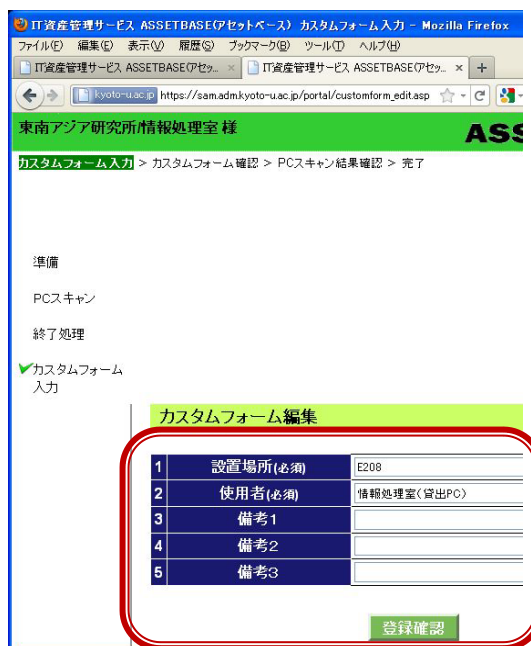 IT資産管理サービス ASSETBASE(アセットベース) カスタムフォーム入力 - Mozilla Firefox
ファイル(F) 編集(E) 表示(V) 履歴(S) ブックマーク(B) ツール(T) ヘルプ(H)
IT資産管理サービス ASSETBASE(アセッ... × IT資産管理サービス ASSETBASE(アセッ... × +
kyoto-u.ac.jp https://sam.adm.kyoto-u.ac.jp/portal/customform_edit.asp
東南アジア研究所/情報処理室 様 ASS
カスタムフォーム入力 > カスタムフォーム確認 > PCスキャン結果確認 > 完了
準備
PCスキャン
終了処理
カスタムフォーム
入力
カスタムフォーム編集
1 設置場所(必須) E208
2 使用者(必須) 情報処理室(貸出PC)
3 備考1
4 備考2
5 備考3
登録確認